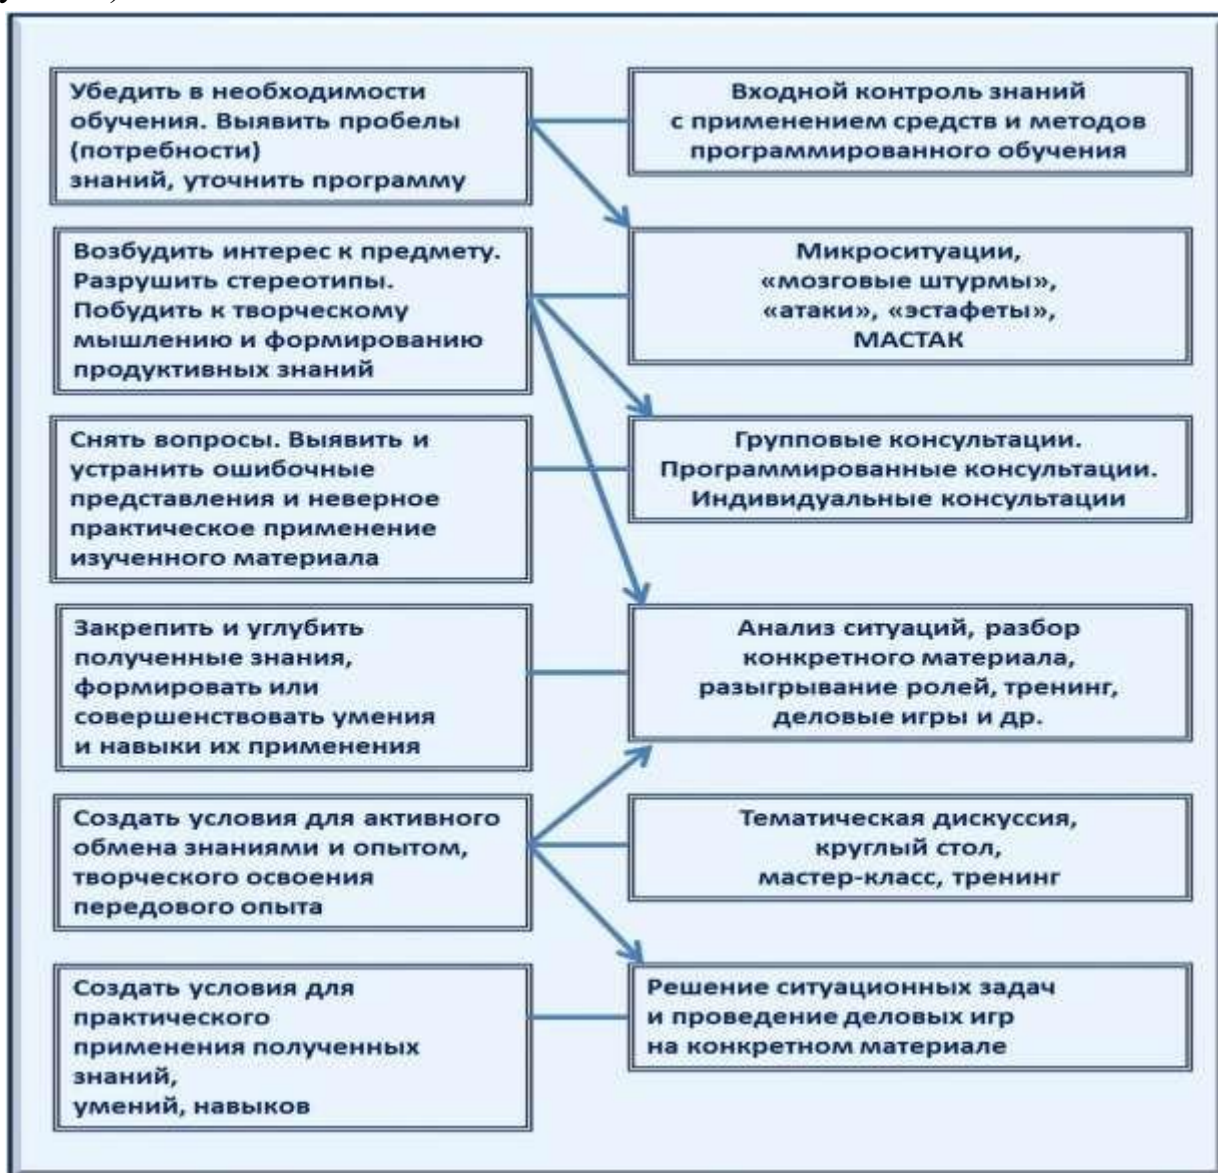 Убедить в необходимости
обучения. Выявить пробелы
(потребности)
знаний, уточнить программу
Входной контроль знаний
с применением средств и методов
программированного обучения
Возбудить интерес к предмету.
Разрушить стереотипы.
Побудить к творческому
мышлению и формированию
продуктивных знаний
Микроситуации,
«мозговые штурмы»,
«атаки», «эстафеты»,
МАСТАК
Снять вопросы. Выявить и
устранить ошибочные
представления и неверное
практическое применение
изученного материала
Групповые консультации.
Программированные консультации.
Индивидуальные консультации
Закрепить и углубить
полученные знания,
формировать или
совершенствовать умения
и навыки их применения
Анализ ситуаций, разбор
конкретного материала,
разыгрывание ролей, тренинг,
деловые игры и др.
Создать условия для активного
обмена знаниями и опытом,
творческого освоения
передового опыта
Тематическая дискуссия,
круглый стол,
мастер-класс, тренинг
Создать условия для
практического
применения полученных
знаний,
умений, навыков
Решение ситуационных задач
и проведение деловых игр
на конкретном материале